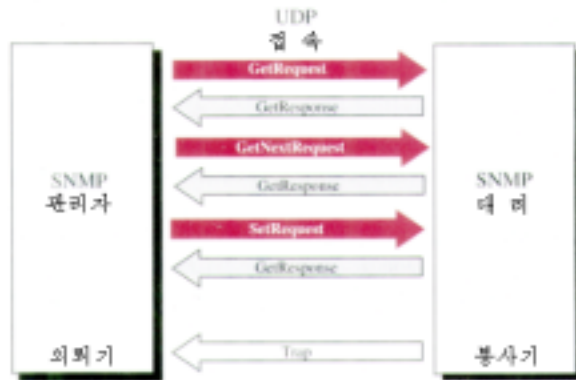 UDP
접 속
GetRequest
GetResponse
GetNextRequest
GetResponse
SNMP
관리자
SNMP
대 리
SetRequest
GetResponse
의뢰기
Trap
봉사기